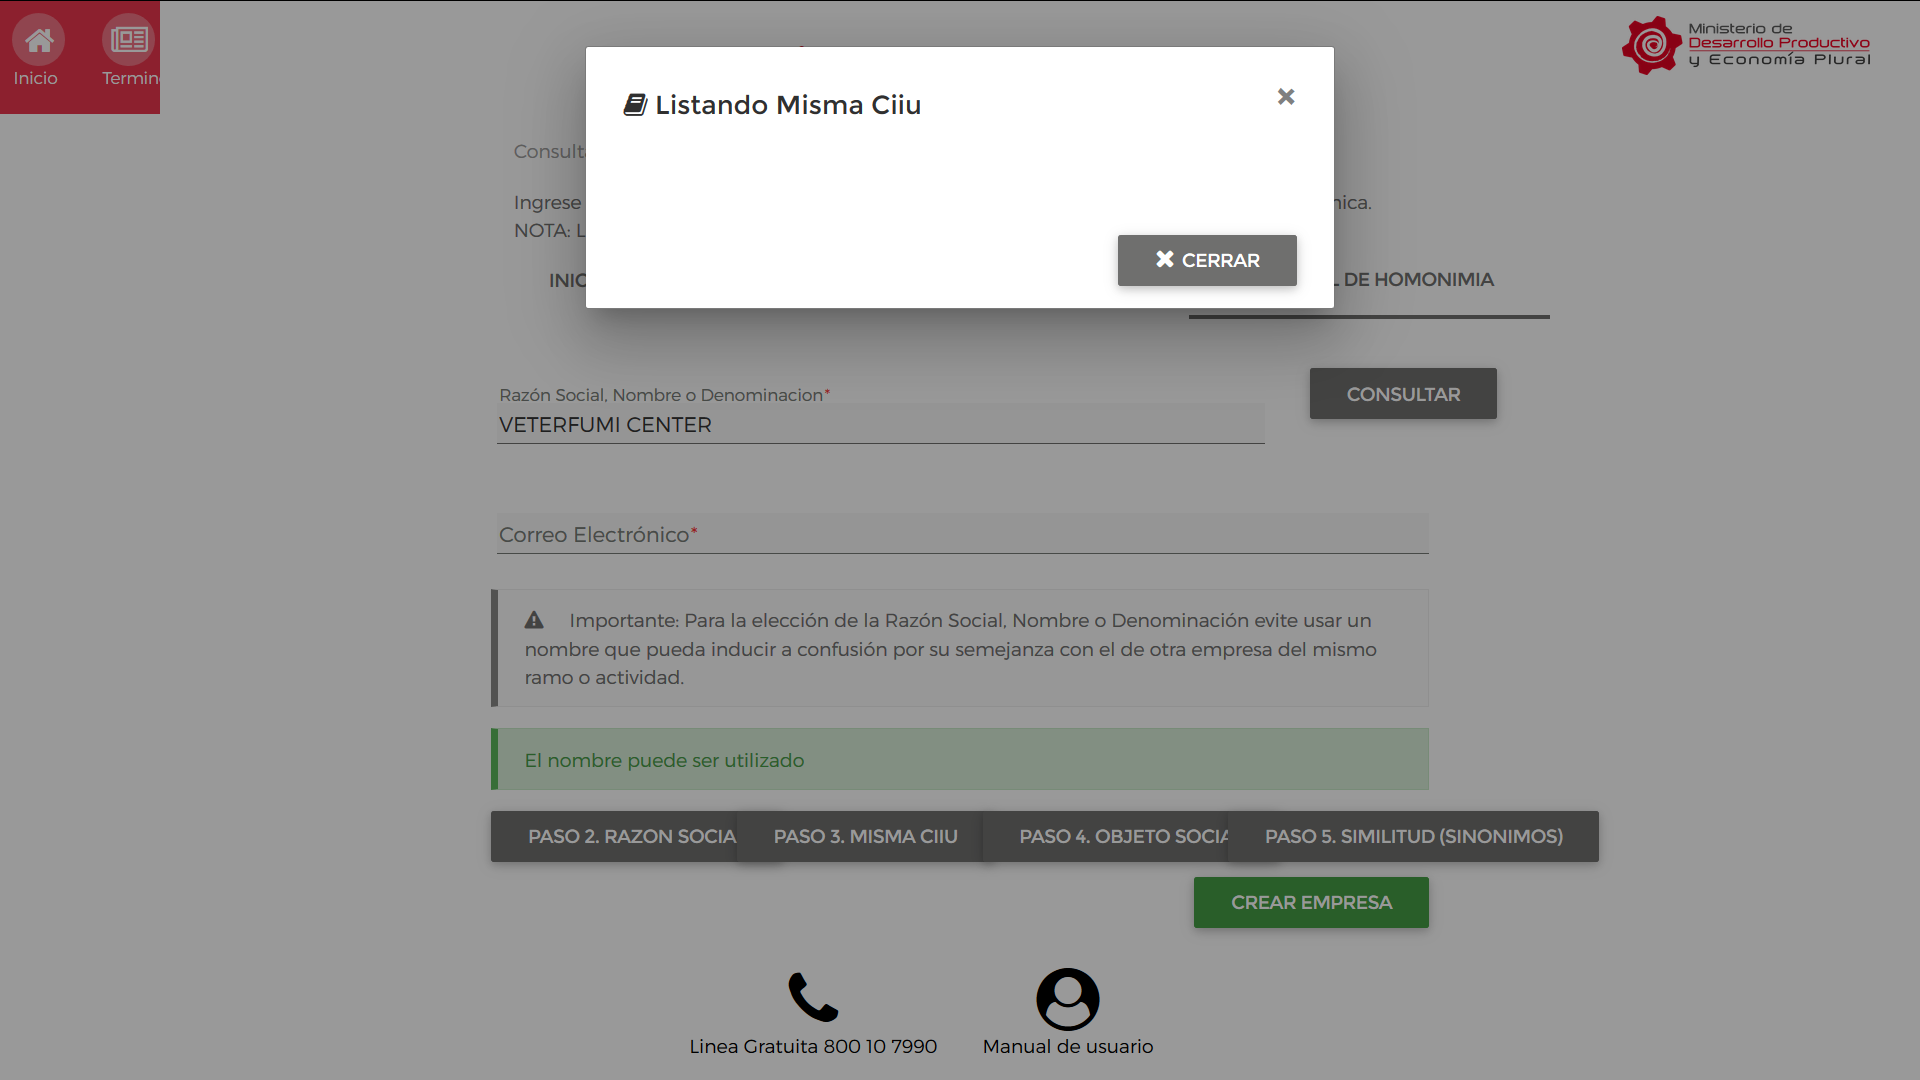 Inicio
Termin
Ministerio de
Desarrollo Productivo
y Economía Plural
Listando Misma Ciiu
×
Consulta
Ingrese
nica.
NOTA: L
CERRAR
INIC
L DE HOMONIMIA
Razón Social, Nombre o Denominacion*
VETERFUMI CENTER
CONSULTAR
Correo Electrónico*
Importante: Para la elección de la Razón Social, Nombre o Denominación evite usar un
nombre que pueda inducir a confusión por su semejanza con el de otra empresa del mismo
ramo o actividad.
El nombre puede ser utilizado
PASO 2. RAZON SOCIA
PASO 3. MISMA CIIU
PASO 4. OBJETO SOCIA
PASO 5. SIMILITUD (SINONIMOS)
CREAR EMPRESA
Linea Gratuita 800 10 7990
Manual de usuario